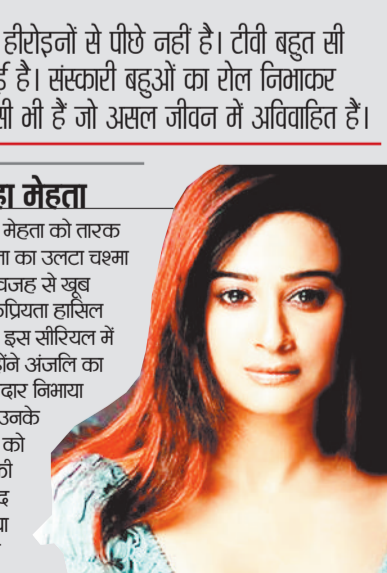 हीरोइनों से पीछे नहीं है। टीवी बहुत सी
है। संस्कारी बहुओं का रोल निभाकर
भी हैं जो असल जीवन में अविवाहित हैं।
मेहता
मेहता को तारक
का उलटा चश्मा
वजह से खूब
हासिल
इस सीरियल में
अंजलि का
निभाया
उनके
को